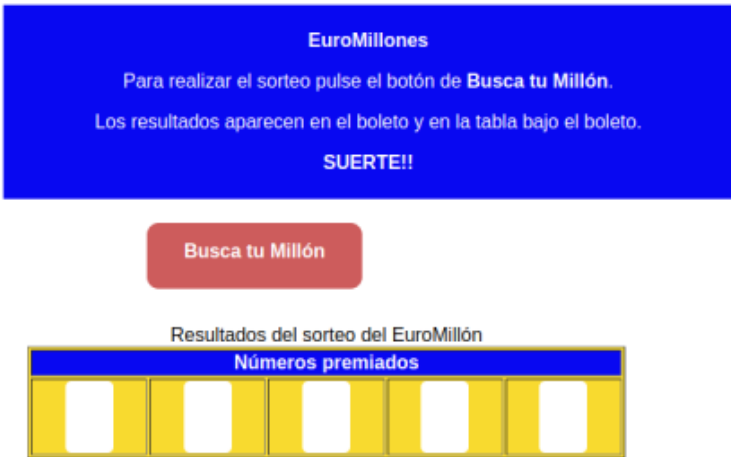 EuroMillones
Para realizar el sorteo pulse el botón de Busca tu Millón.
Los resultados aparecen en el boleto y en la tabla bajo el boleto.
SUERTE!!
Busca tu Millón
Resultados del sorteo del EuroMillón
Números premiados